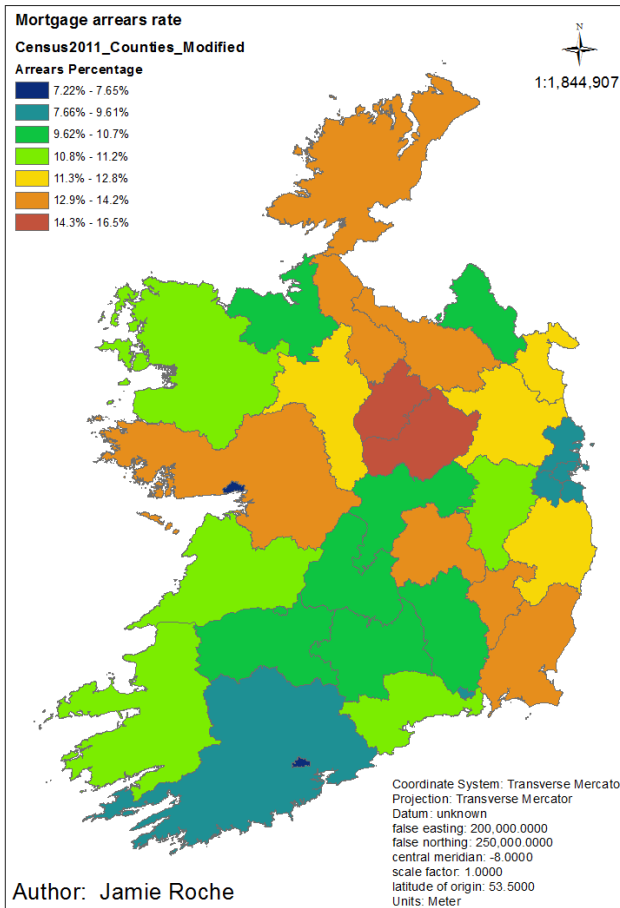 Mortgage arrears rate
Census2011_Counties_Modified
Arrears Percentage
7.22% - 7.65%
7.66% - 9.61%
9.62% - 10.7%
10.8% - 11.2%
11.3% - 12.8%
12.9% - 14.2%
14.3% - 16.5%
N
1:1,844,907
Coordinate System: Transverse Mercato
Projection: Transverse Mercator
Datum: unknown
false easting: 200,000.0000
false northing: 250,000.0000
central meridian: -8.0000
scale factor: 1.0000
latitude of origin: 53.5000
Units: Meter
Author: Jamie Roche